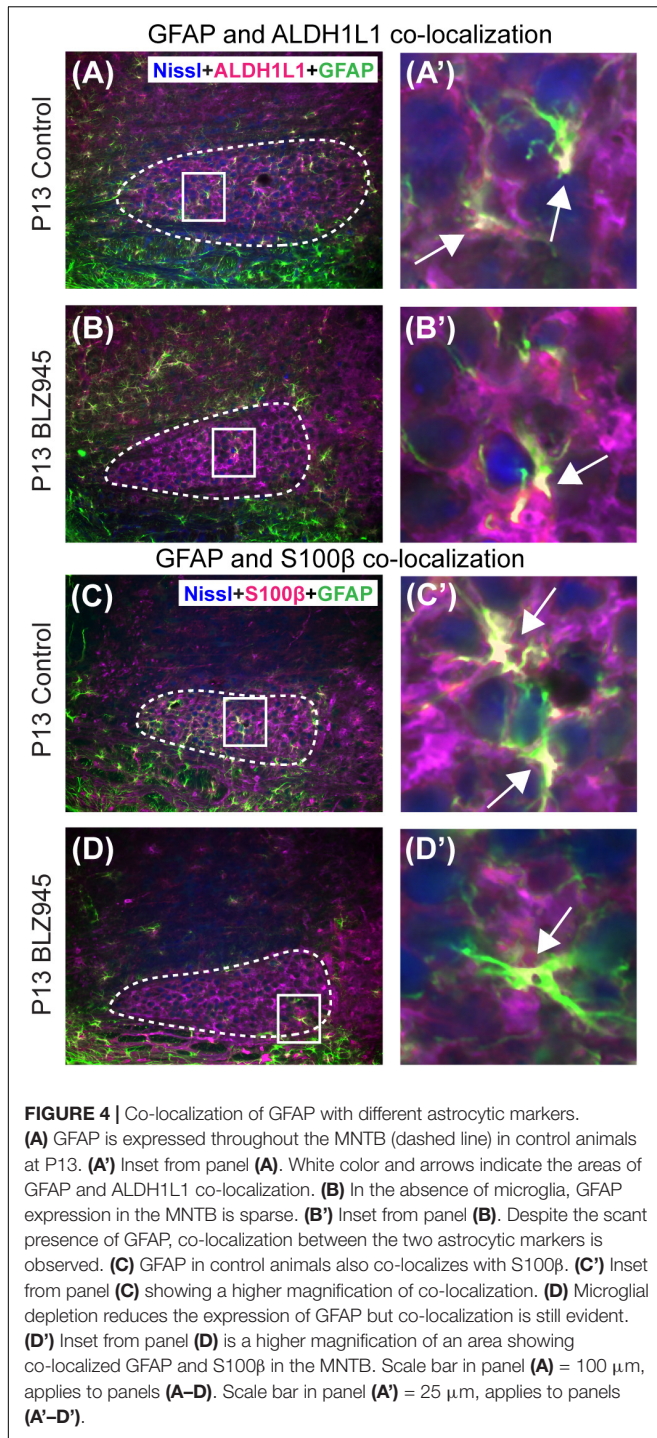 GFAP and ALDH1L1 co-localization
(A)
Nissl+ALDH1L1+GFAP
(A’)
P13 Control
(B)
(B’)
P13 BLZ945
GFAP and S100β co-localization
(C)
Nissl+S100β+GFAP
(C’)
P13 Control
(D)
(D’)
P13 BLZ945
FIGURE 4 | Co-localization of GFAP with different astrocytic markers.
(A) GFAP is expressed throughout the MNTB (dashed line) in control animals
at P13. (A’) Inset from panel (A). White color and arrows indicate the areas of
GFAP and ALDH1L1 co-localization. (B) In the absence of microglia, GFAP
expression in the MNTB is sparse. (B’) Inset from panel (B). Despite the scant
presence of GFAP, co-localization between the two astrocytic markers is
observed. (C) GFAP in control animals also co-localizes with S100β. (C’) Inset
from panel (C) showing a higher magnification of co-localization. (D) Microglial
depletion reduces the expression of GFAP but co-localization is still evident.
(D’) Inset from panel (D) is a higher magnification of an area showing
co-localized GFAP and S100β in the MNTB. Scale bar in panel (A) = 100 μm,
applies to panels (A–D). Scale bar in panel (A’) = 25 μm, applies to panels
(A’–D’).